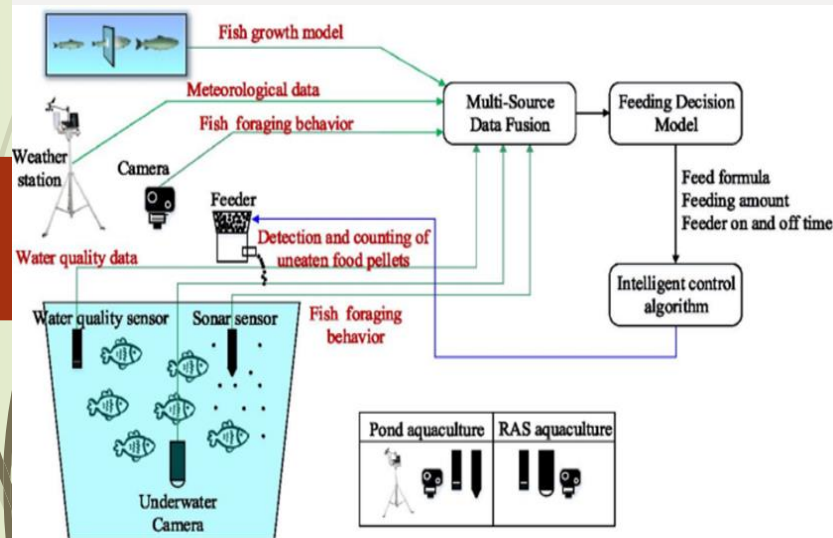 Fish growth model
Meteorological data
Fish foraging behavior
Multi-Source
Data Fusion
Feeding Decision
Model
Weather
station
Camera
Feeder
Feed formula
Feeding amount
Feeder on and off time
Detection and counting of
uneaten food pellets
Water quality data
Intelligent control
algorithm
Water quality sensor
Sonar sensor
Fish foraging
behavior
Underwater
Camera
Pond aquaculture
RAS aquaculture